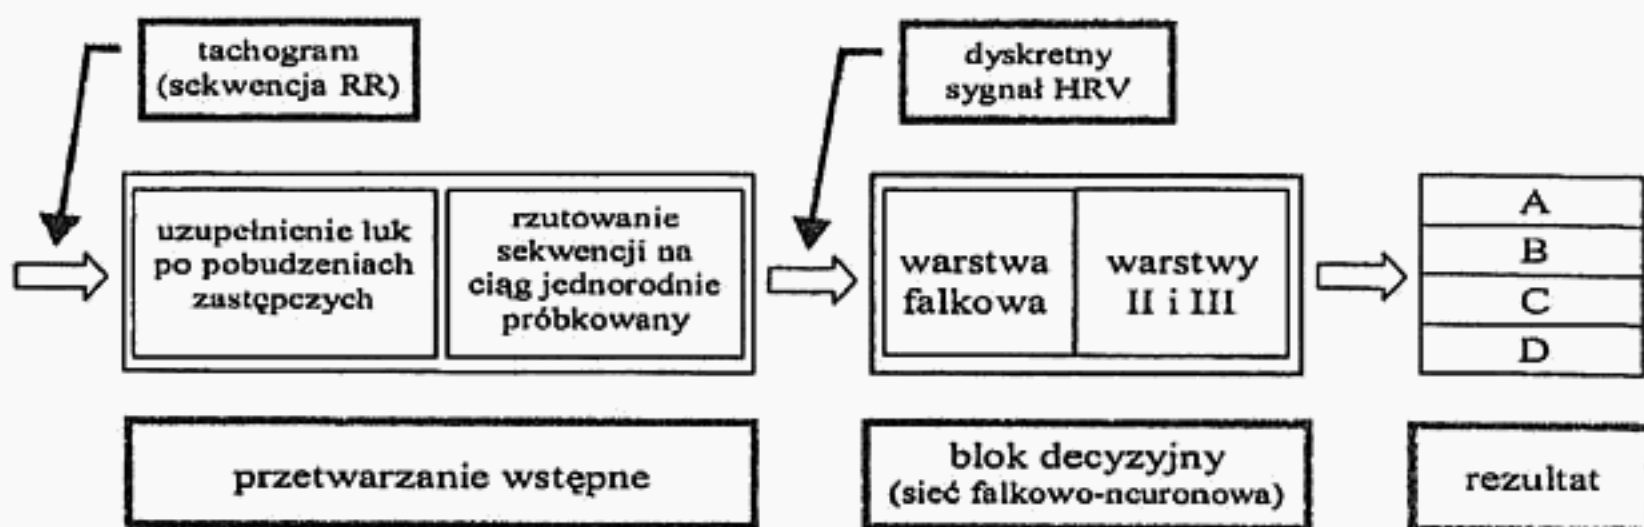 tachogram
(sekwencja RR)
dyskretny
sygnał HRV
uzupełnienie luk
po pobudzeniach
zastępczych
rzutowanie
sekwencji na
ciąg jednorodnie
próbkowany
warstwa
falkowa
warstwy
II i III
A
B
C
D
przetwarzanie wstępne
blok decyzyjny
(sieć falkowo-neuronowa)
rezultat